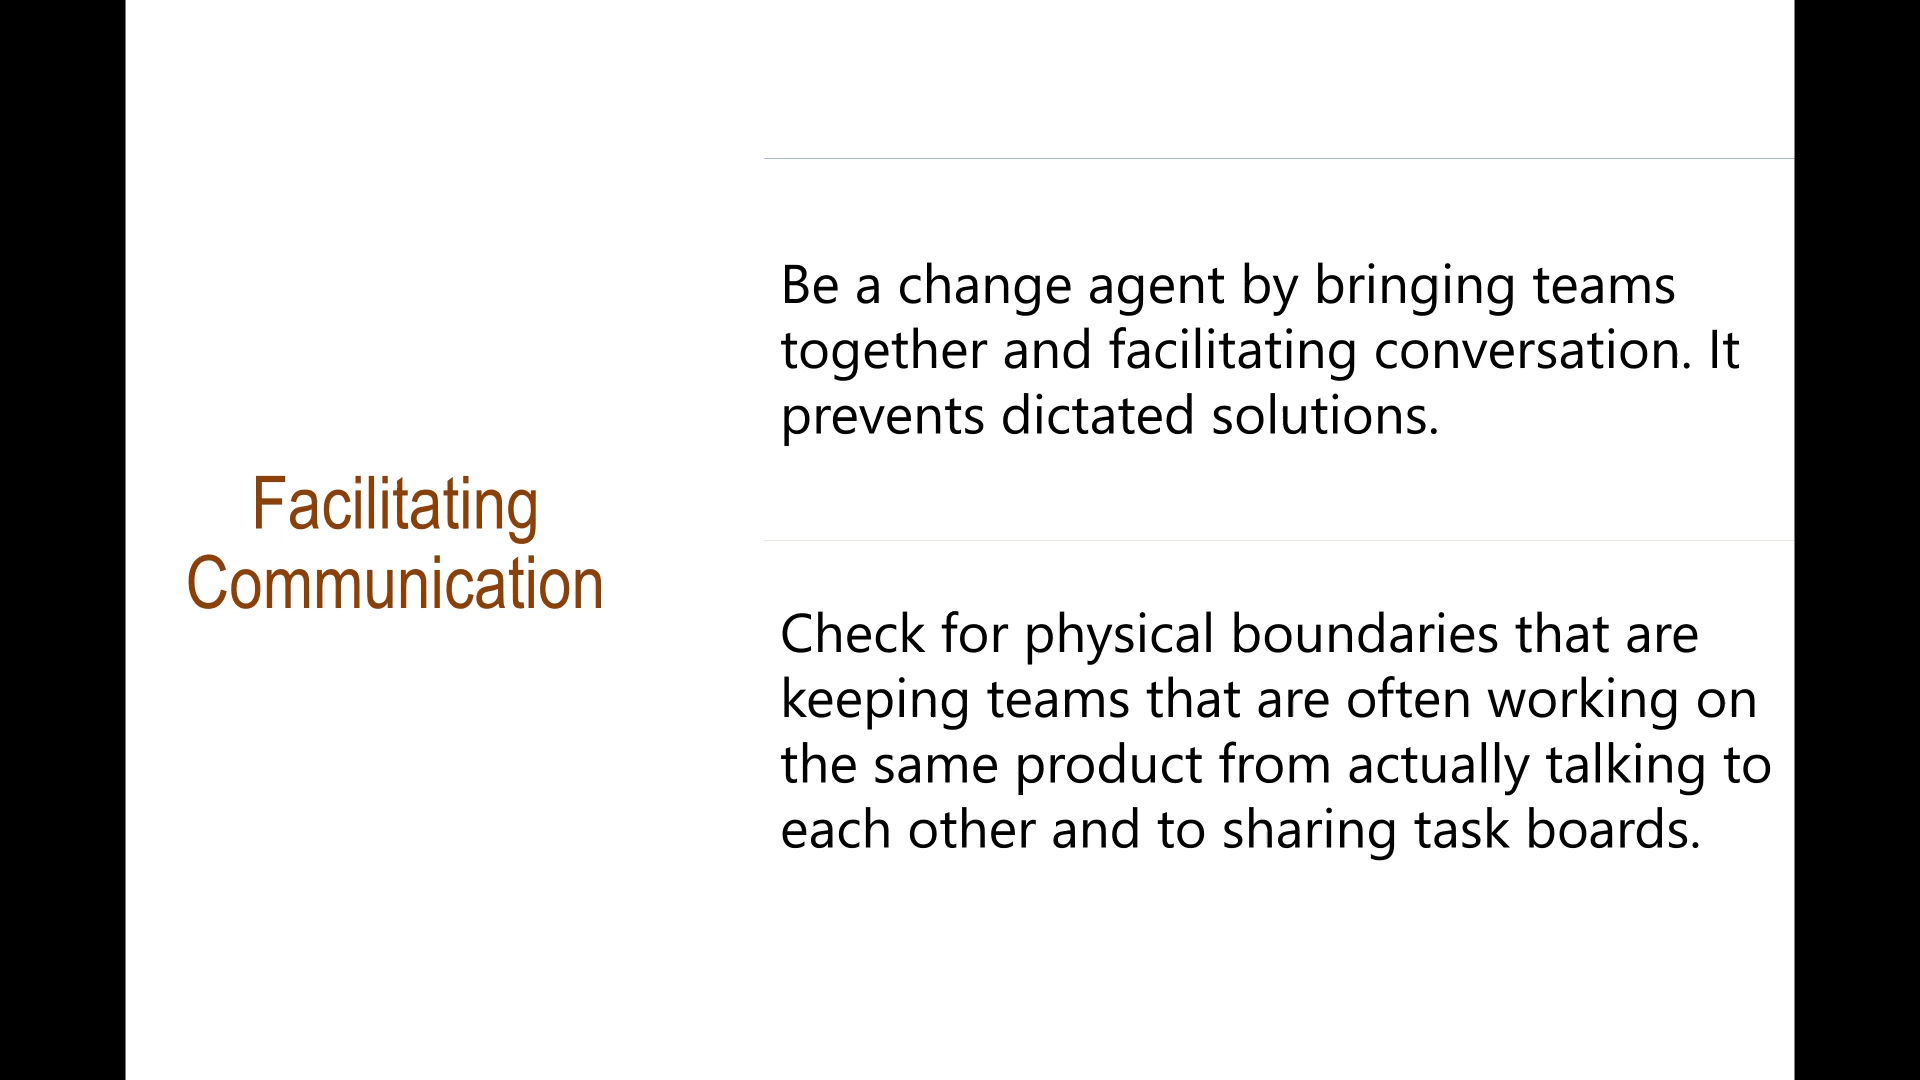 Facilitating
Communication
Be a change agent by bringing teams
together and facilitating conversation. It
prevents dictated solutions.
Check for physical boundaries that are
keeping teams that are often working on
the same product from actually talking to
each other and to sharing task boards.